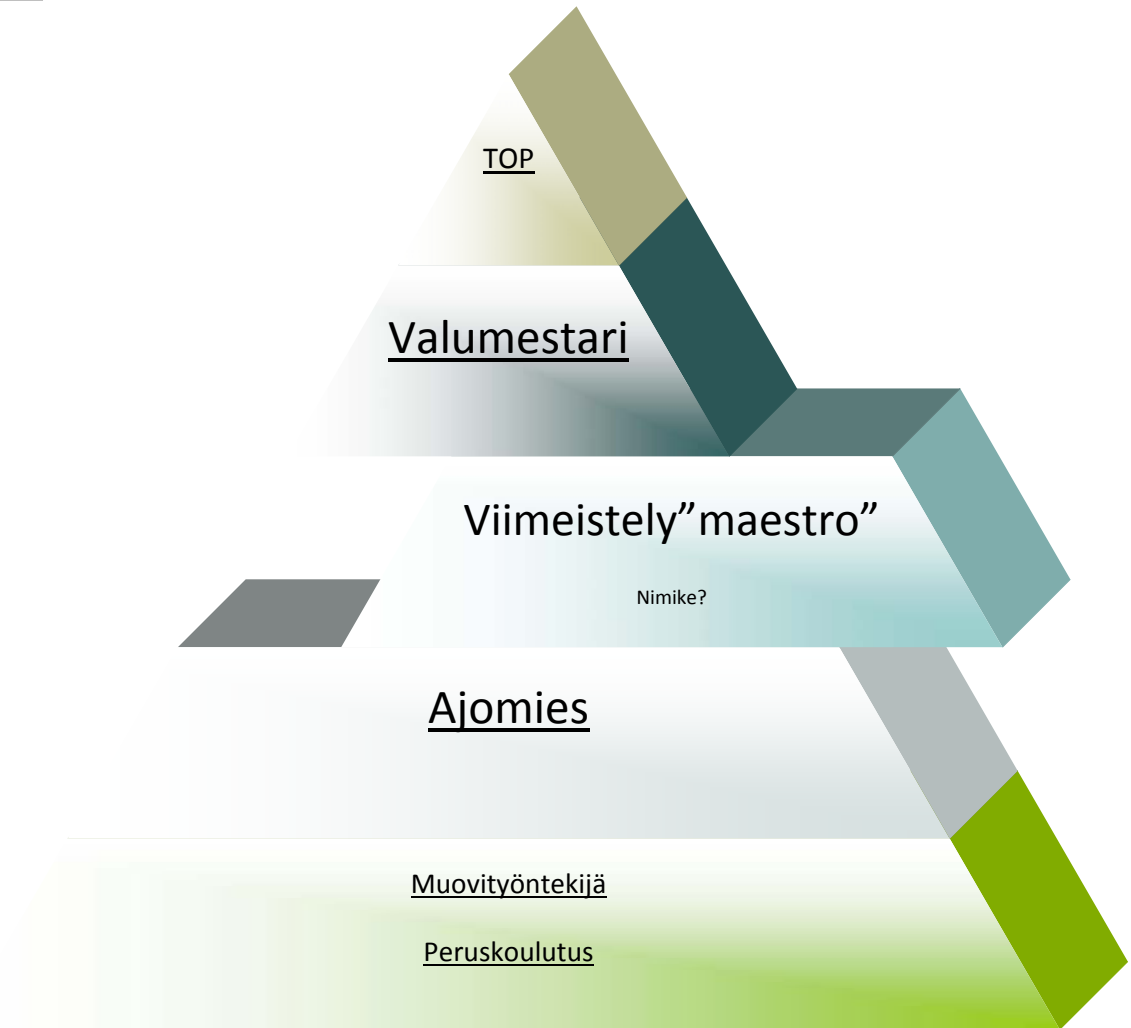 TOP
Valumestari
Viimeistely”maestro”
Nimike?
Ajomies
Muovityöntekijä
Peruskoulutus